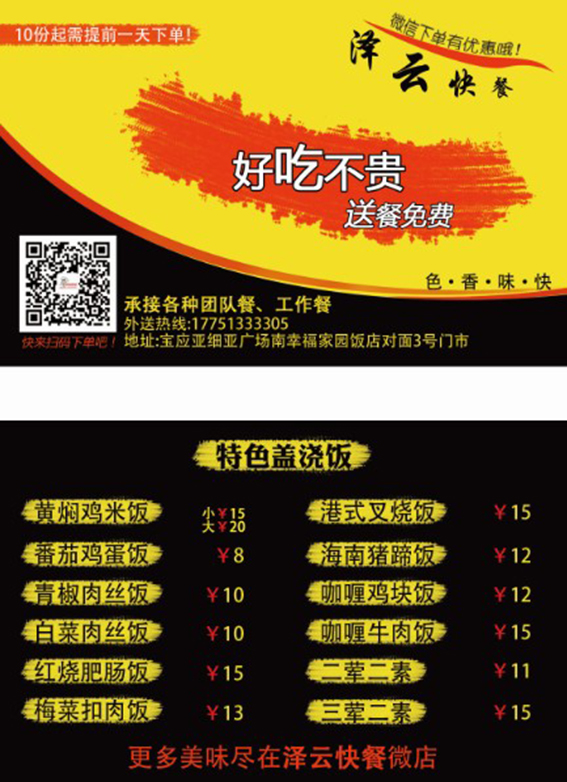 10份起需提前一天下单!
微信下单有优惠哦!
泽云快餐
好吃不贵
送餐免费
色·香·味·快
承接各种团队餐、工作餐
外送热线:17751333305
快来扫码下单吧!
地址:宝应亚细亚广场南幸福家园饭店对面3号门市
特色盖浇饭
黄焖鸡米饭 小￥15
大￥20
港式叉烧饭 ￥15
番茄鸡蛋饭 ￥8
海南猪蹄饭 ￥12
青椒肉丝饭 ￥10
咖喱鸡块饭 ￥12
白菜肉丝饭 ￥10
咖喱牛肉饭 ￥15
红烧肥肠饭 ￥15
二荤二素 ￥11
梅菜扣肉饭 ￥13
三荤二素 ￥15
更多美味尽在泽云快餐微店